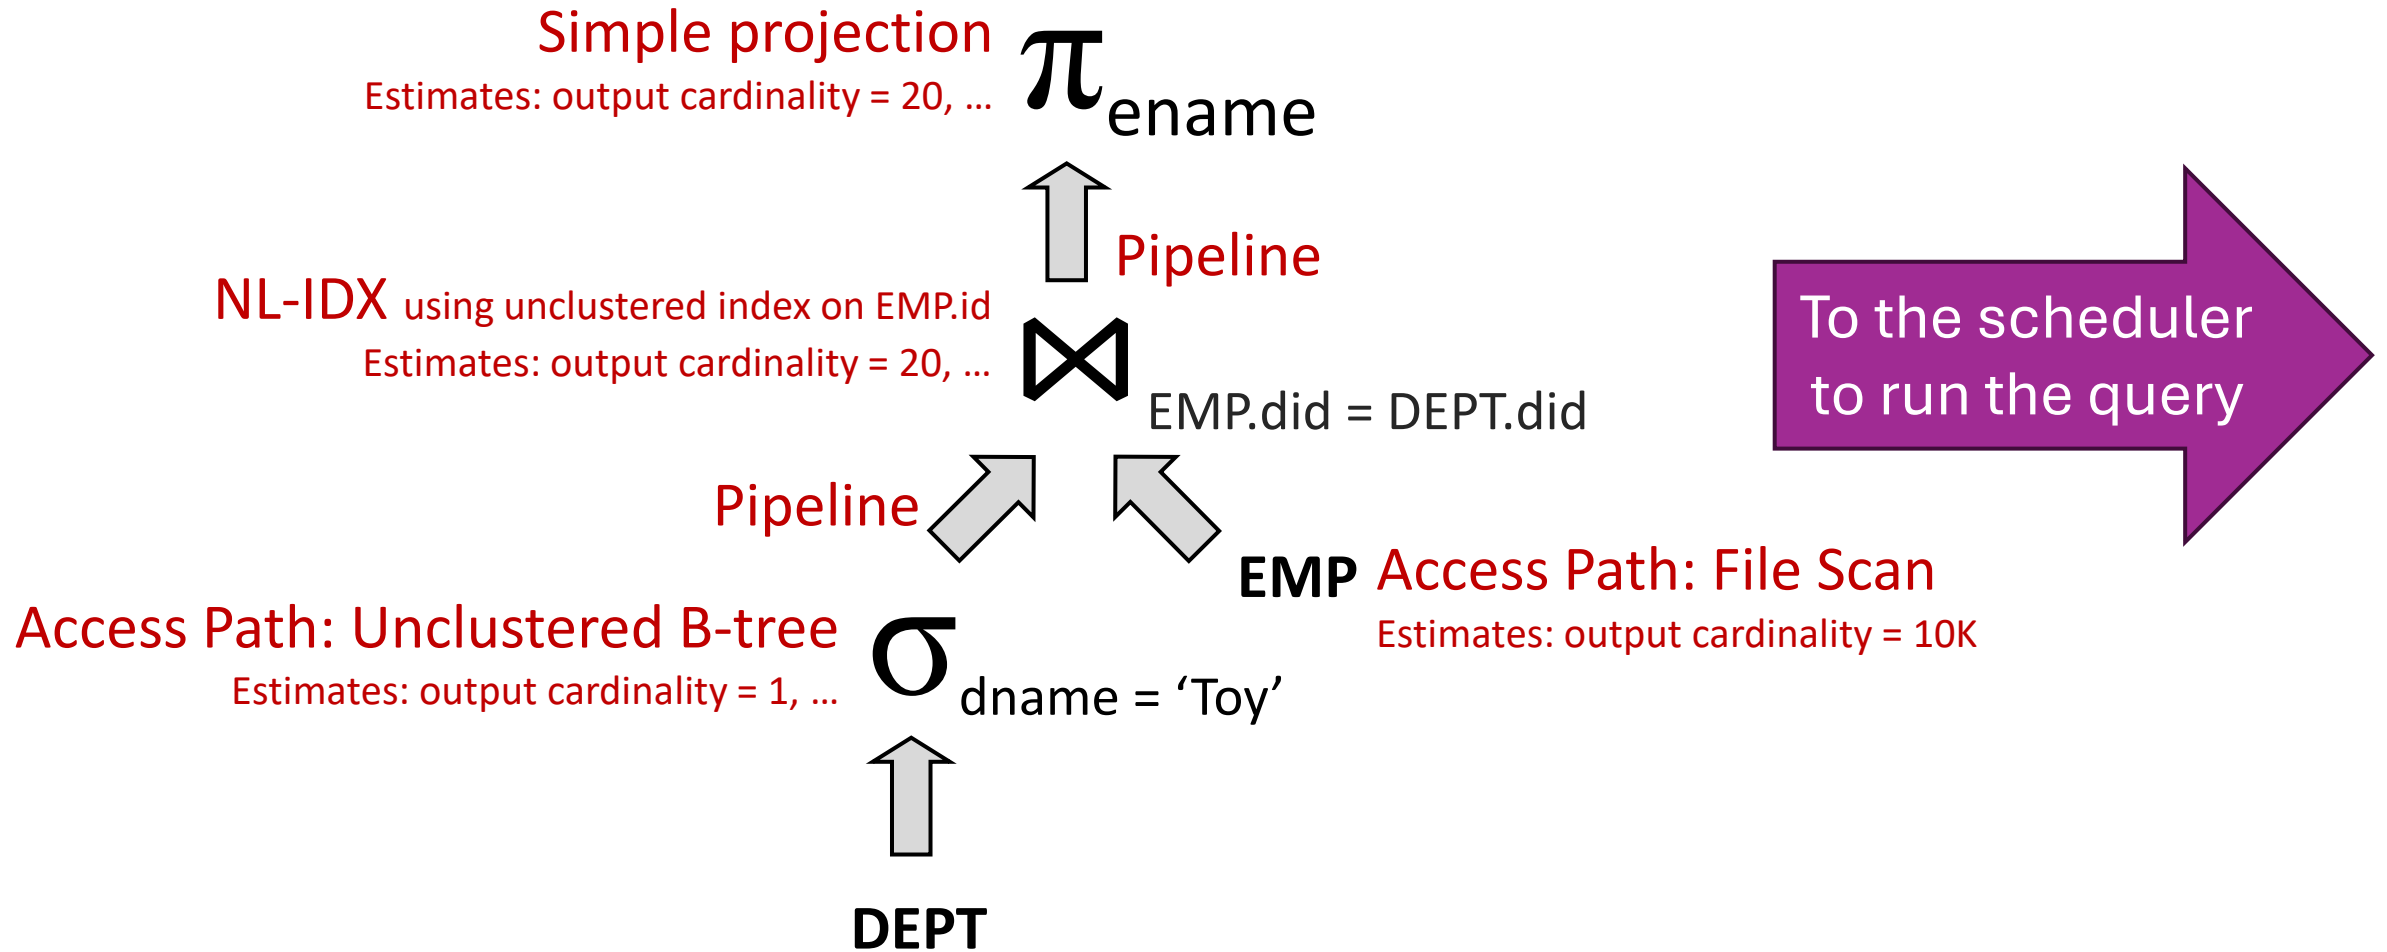 Simple projection
Estimates: output cardinality = 20, …
π ename
Pipeline
NL-IDX using unclustered index on EMP.id
Estimates: output cardinality = 20, …
⋈ EMP.did = DEPT.did
To the scheduler
to run the query
Pipeline
EMP Access Path: File Scan
Estimates: output cardinality = 10K
Access Path: Unclustered B-tree
Estimates: output cardinality = 1, …
σ dname = ‘Toy’
DEPT